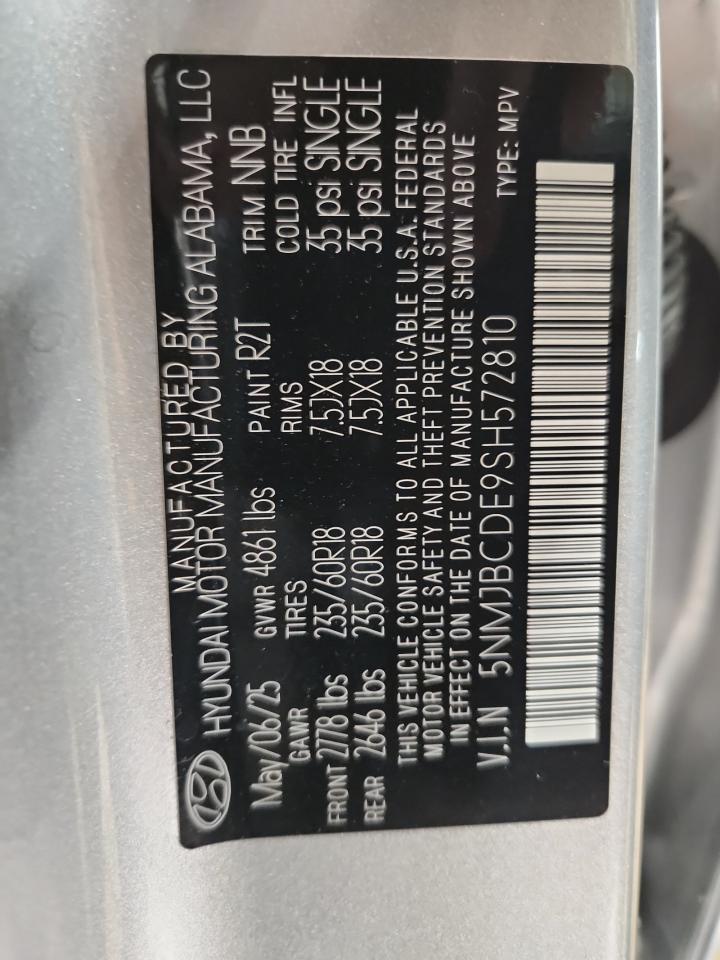 MANUFACTURED BY
HYUNDAI MOTOR MANUFACTURING ALABAMA, LLC
May/06/25 GVWR 4861 lbs PAINT R2T TRIM NNB
GAWR TIRES RIMS COLD TIRE INFL
FRONT 2778 lbs 235/60R18 7.5JX18 35 psi SINGLE
REAR 2646 lbs 235/60R18 7.5JX18 35 psi SINGLE
THIS VEHICLE CONFORMS TO ALL APPLICABLE U.S.A. FEDERAL
MOTOR VEHICLE SAFETY AND THEFT PREVENTION STANDARDS
IN EFFECT ON THE DATE OF MANUFACTURE SHOWN ABOVE
V.I.N 5NMJBCDE9SH572810 TYPE: MPV